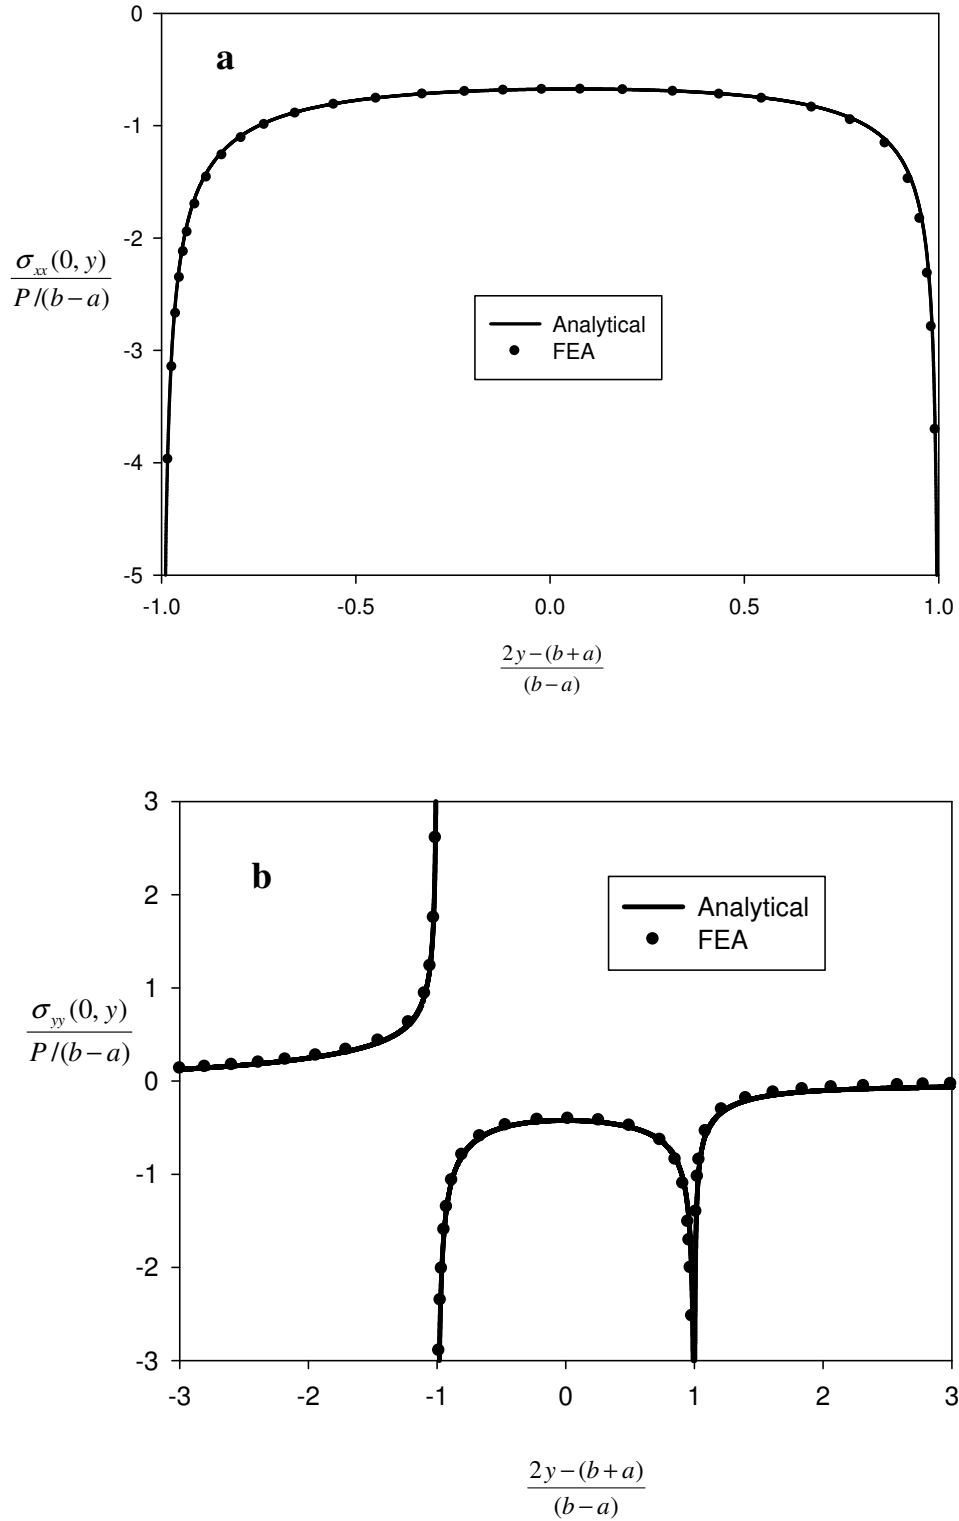 0
a
-1
-2
σxx(0, y)
P/(b−a)
Analytical
-3
FEA
-4
-5
-1.0 -0.5 0.0 0.5 1.0
2y−(b+a)
(b−a)
3
b
2
Analytical
FEA
1
σyy(0, y)
P/(b−a)
0
-1
-2
-3
-3 -2 -1 0 1 2 3
2y−(b+a)
(b−a)